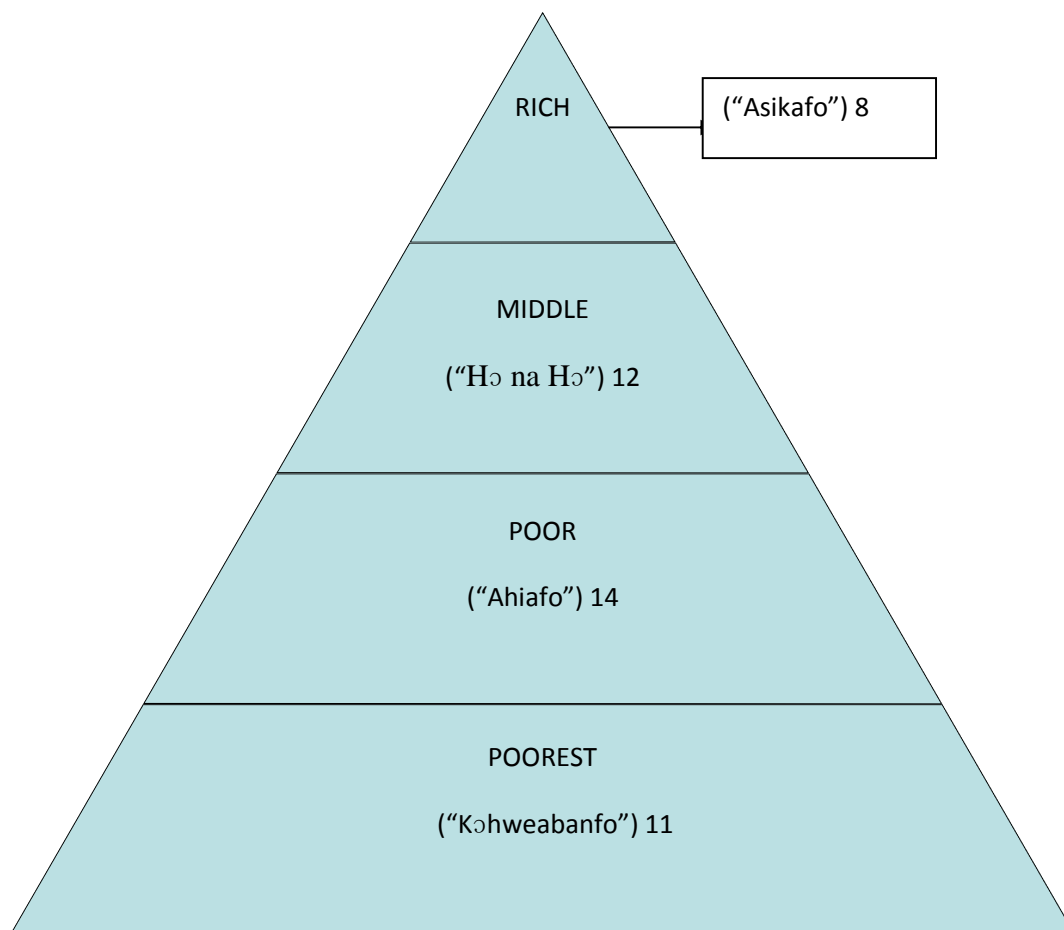 RICH
(“Asikafo”) 8
MIDDLE
(“Hɔ na Hɔ”) 12
POOR
(“Ahiafo”) 14
POOREST
(“Kɔhweabanfo”) 11